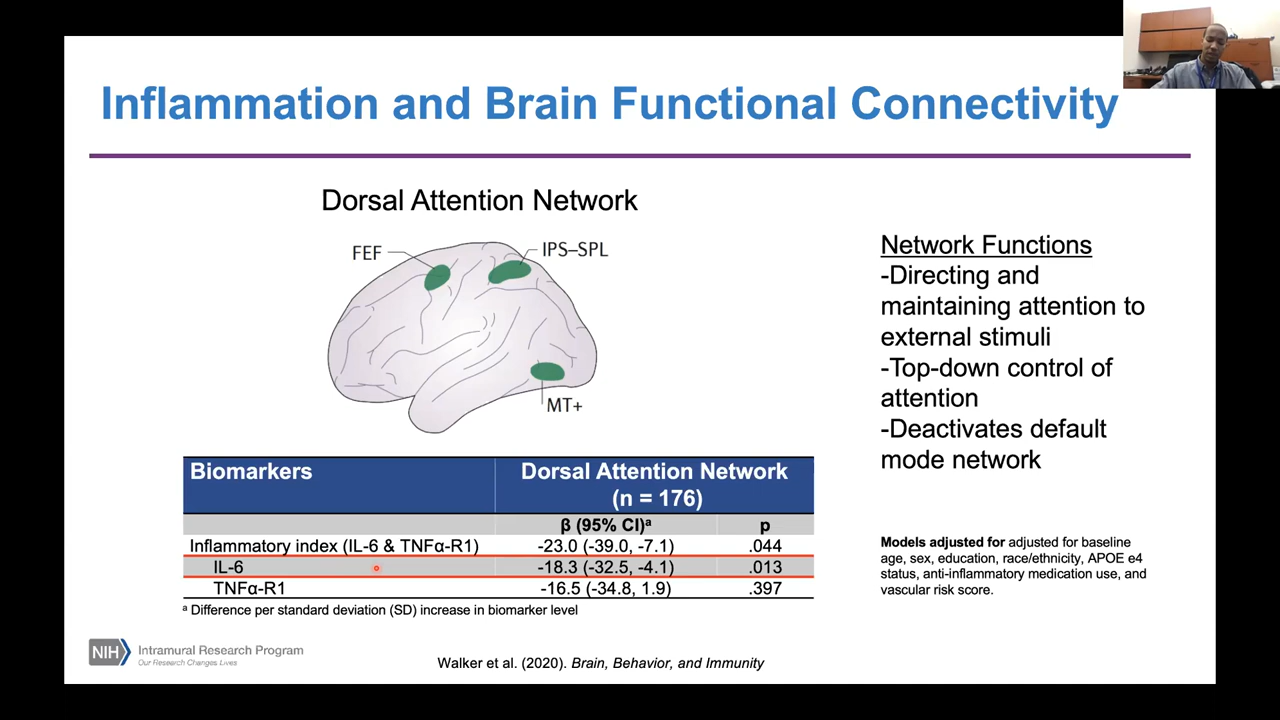 Inflammation and Brain Functional Connectivity
Dorsal Attention Network
FEF
IPS–SPL
MT+
Network Functions
-Directing and
maintaining attention to
external stimuli
-Top-down control of
attention
-Deactivates default
mode network
Biomarkers
Dorsal Attention Network
(n = 176)
β (95% CI)ᵃ
p
Inflammatory index (IL-6 & TNFα-R1)
-23.0 (-39.0, -7.1)
.044
IL-6
-18.3 (-32.5, -4.1)
.013
TNFα-R1
-16.5 (-34.8, 1.9)
.397
ᵃ Difference per standard deviation (SD) increase in biomarker level
Models adjusted for adjusted for baseline
age, sex, education, race/ethnicity, APOE e4
status, anti-inflammatory medication use, and
vascular risk score.
NIH
Intramural Research Program
Our Research Changes Lives
Walker et al. (2020). Brain, Behavior, and Immunity